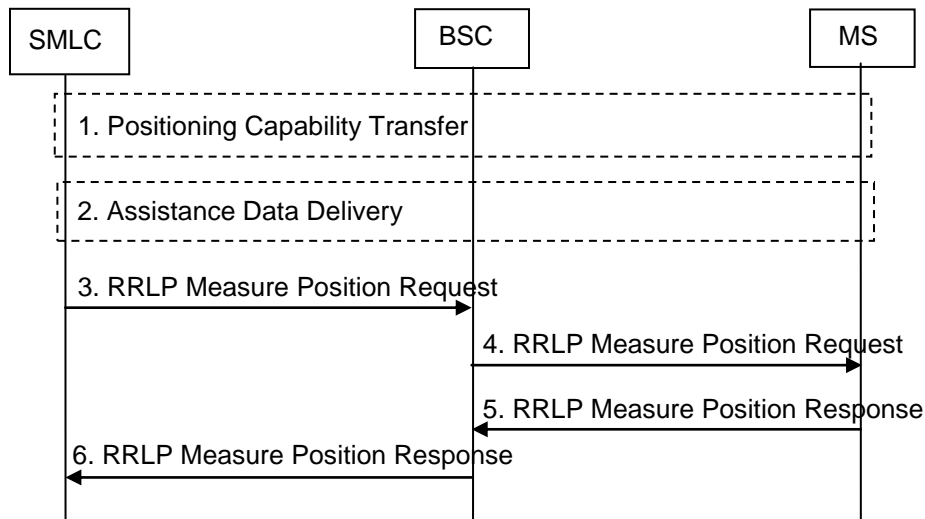 SMLC
BSC
MS
1. Positioning Capability Transfer
2. Assistance Data Delivery
3. RRLP Measure Position Request
4. RRLP Measure Position Request
5. RRLP Measure Position Response
6. RRLP Measure Position Response